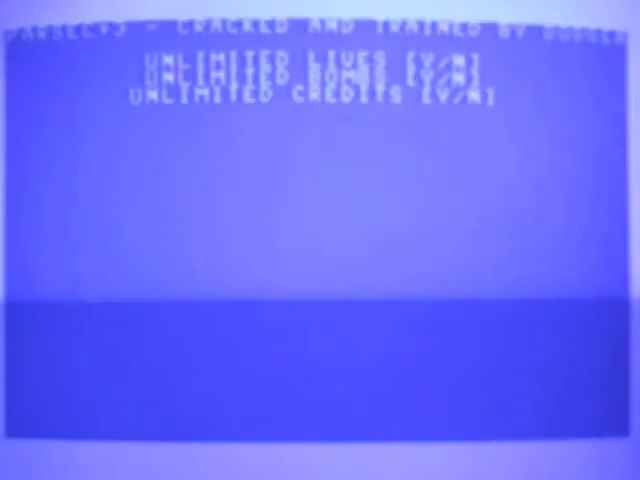 - CRACKED AND TRAINED BY
UNLIMITED LIVES [Y/N]
UNLIMITED BOMBS [Y/N]
UNLIMITED CREDITS [Y/N]